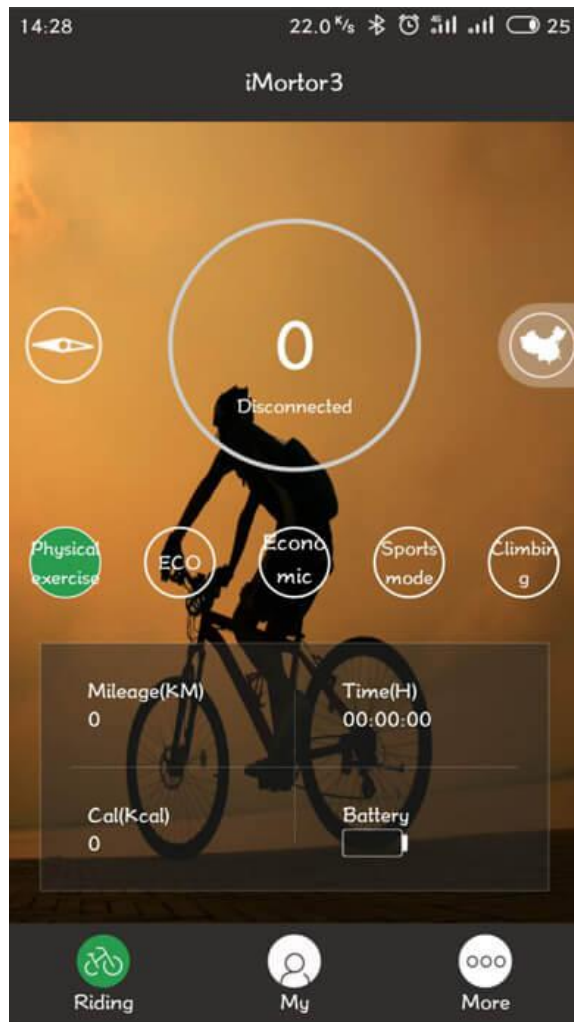 14:28 22.0 K/s 4G 25
iMortor3
0
Disconnected
Physical
exercise
ECO
Econo
mic
Sports
mode
Climbin
g
Mileage(KM)
0
Time(H)
00:00:00
Cal(Kcal)
0
Battery
Riding My More